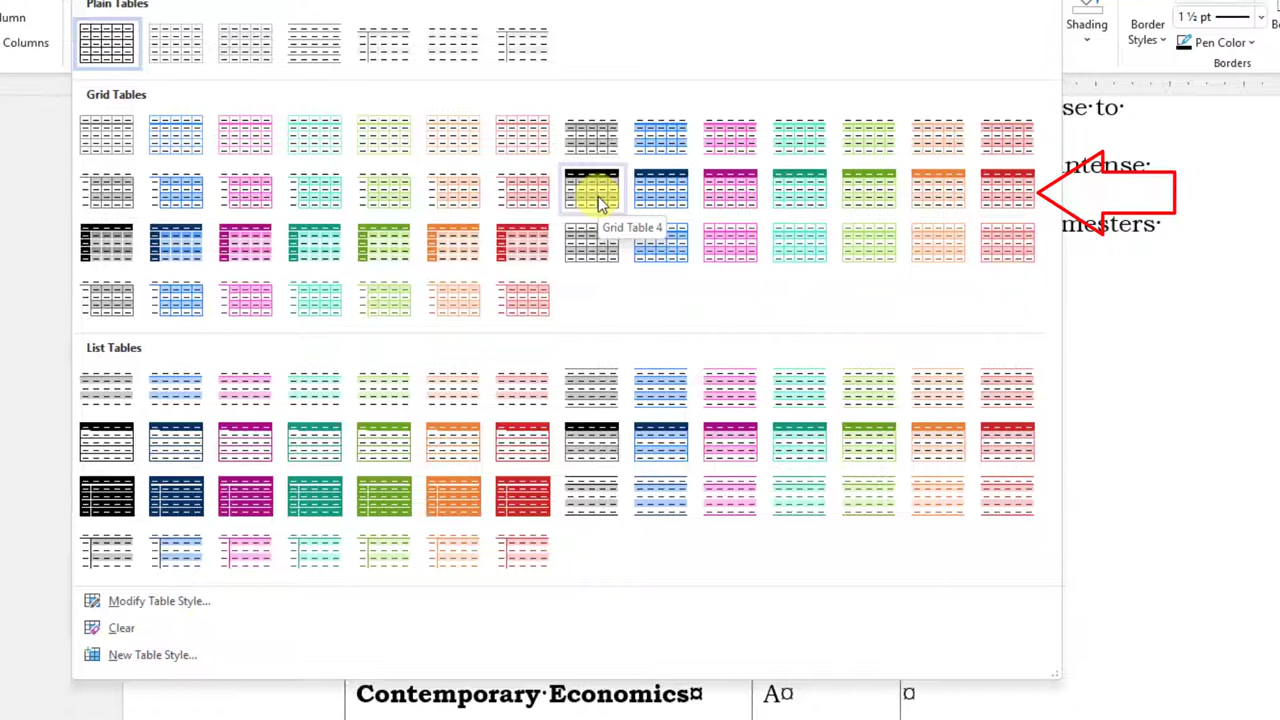 Plain Tables
lumn
Columns
Shading
Border
Styles
1 ½ pt
Pen Color
Borders
Grid Tables
se·to·
ntense·
mesters·
Grid Table 4
List Tables
Modify Table Style...
Clear
New Table Style...
Contemporary·Economics¤
A¤
¤